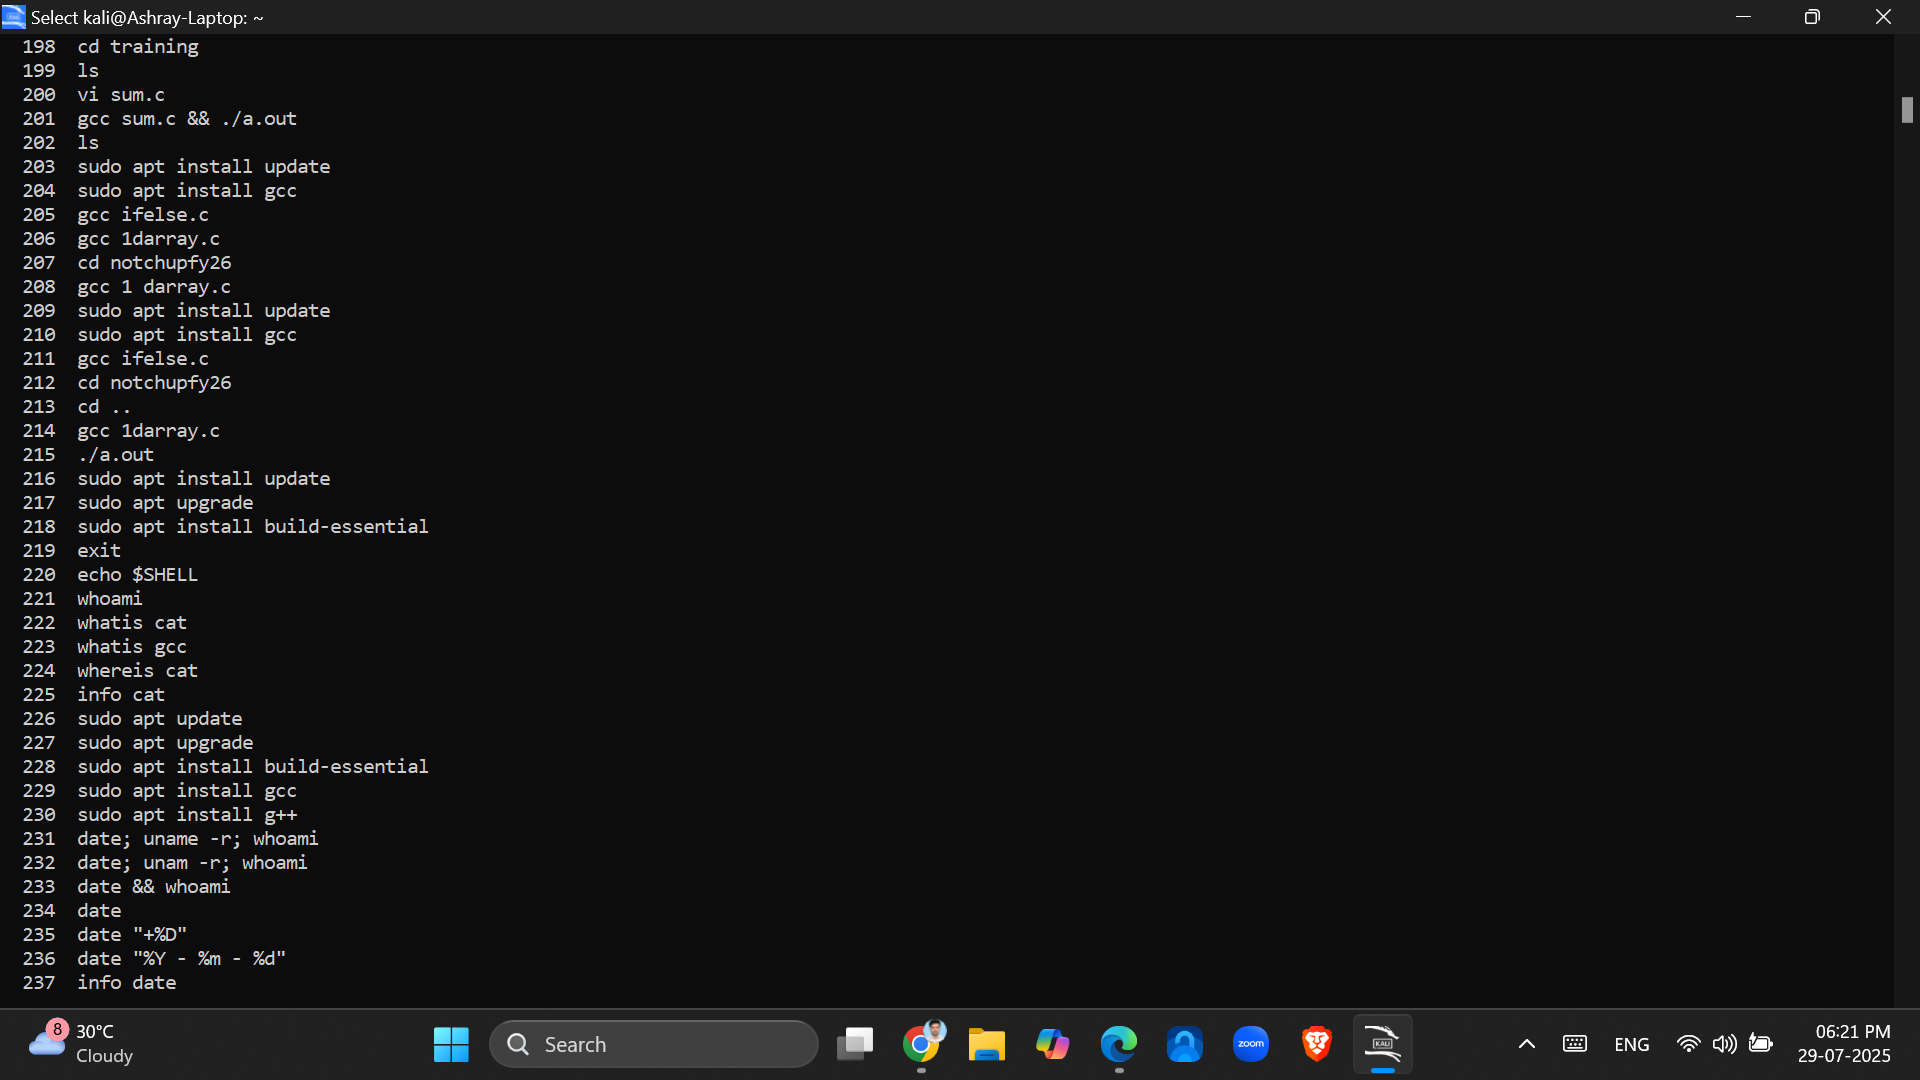 Select kali@Ashray-Laptop: ~
198 cd training
199 ls
200 vi sum.c
201 gcc sum.c && ./a.out
202 ls
203 sudo apt install update
204 sudo apt install gcc
205 gcc ifelse.c
206 gcc 1darray.c
207 cd notchupfy26
208 gcc 1 darray.c
209 sudo apt install update
210 sudo apt install gcc
211 gcc ifelse.c
212 cd notchupfy26
213 cd ..
214 gcc 1darray.c
215 ./a.out
216 sudo apt install update
217 sudo apt upgrade
218 sudo apt install build-essential
219 exit
220 echo $SHELL
221 whoami
222 whatis cat
223 whatis gcc
224 whereis cat
225 info cat
226 sudo apt update
227 sudo apt upgrade
228 sudo apt install build-essential
229 sudo apt install gcc
230 sudo apt install g++
231 date; uname -r; whoami
232 date; unam -r; whoami
233 date && whoami
234 date
235 date "+%D"
236 date "%Y - %m - %d"
237 info date
8
30°C
Cloudy
Search
zoom
KALI
ENG
06:21 PM
29-07-2025